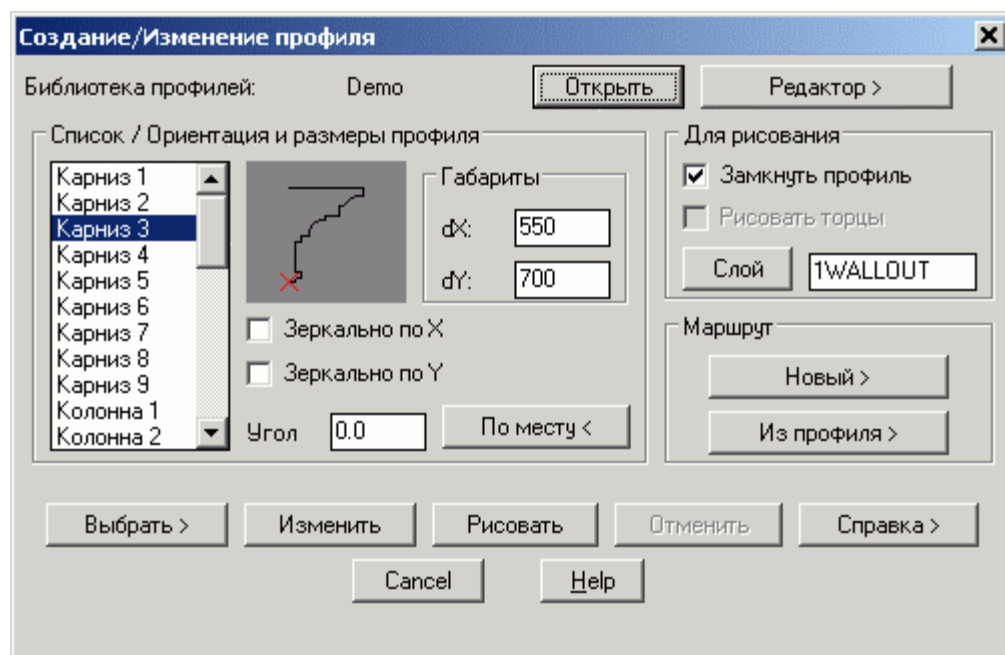 Создание/Изменение профиля
Библиотека профилей: Demo Открыть Редактор >
Список / Ориентация и размеры профиля
Карниз 1
Карниз 2
Карниз 3
Карниз 4
Карниз 5
Карниз 6
Карниз 7
Карниз 8
Карниз 9
Колонна 1
Колонна 2
Габариты
dX: 550
dY: 700
Зеркально по X
Зеркально по Y
Угол 0.0 По месту <
Для рисования
Замкнуть профиль
Рисовать торцы
Слой 1WALLOUT
Маршрут
Новый >
Из профиля >
Выбрать > Изменить Рисовать Отменить Справка >
Cancel Help